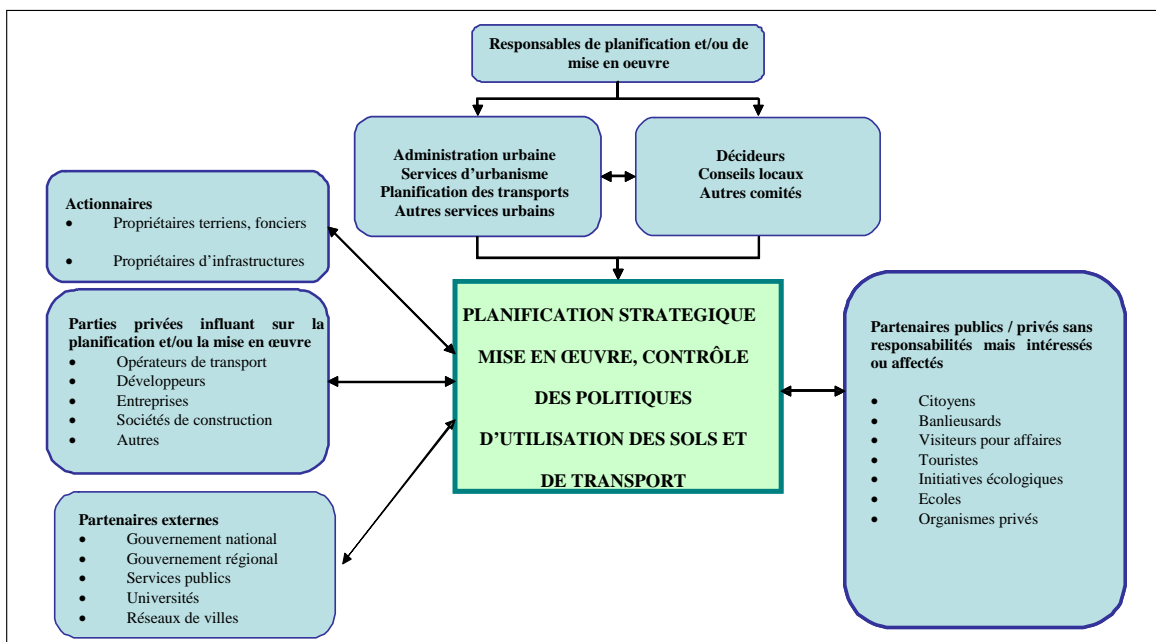 Responsables de planification et/ou de
mise en oeuvre
Administration urbaine
Services d'urbanisme
Planification des transports
Autres services urbains
Décideurs
Conseils locaux
Autres comités
Actionnaires
• Propriétaires terriens, fonciers
• Propriétaires d'infrastructures
Parties privées influant sur la
planification et/ou la mise en œuvre
• Opérateurs de transport
• Développeurs
• Entreprises
• Sociétés de construction
• Autres
Partenaires externes
• Gouvernement national
• Gouvernement régional
• Services publics
• Universités
• Réseaux de villes
PLANIFICATION STRATEGIQUE
MISE EN ŒUVRE, CONTRÔLE
DES POLITIQUES
D'UTILISATION DES SOLS ET
DE TRANSPORT
Partenaires publics / privés sans
responsabilités mais intéressés
ou affectés
• Citoyens
• Banlieusards
• Visiteurs pour affaires
• Touristes
• Initiatives écologiques
• Ecoles
• Organismes privés